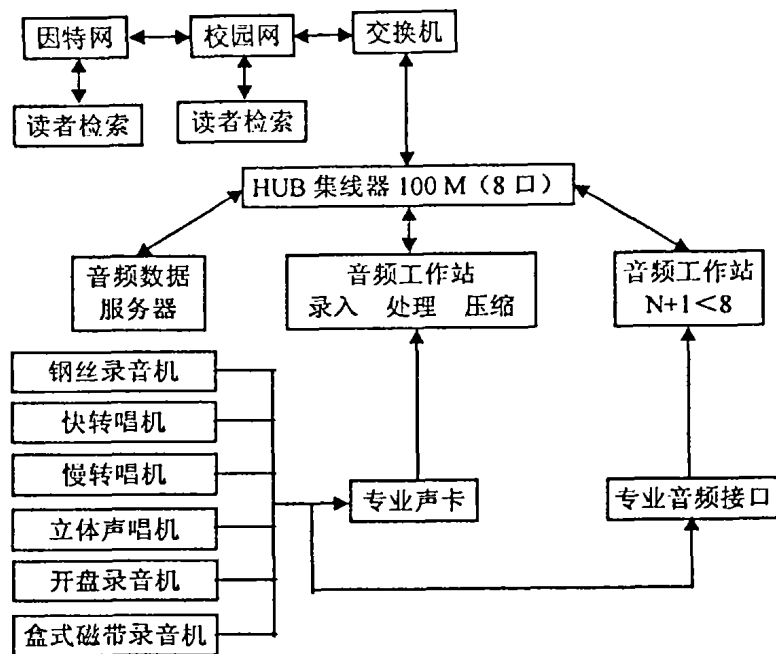 因特网
校园网
交换机
读者检索
读者检索
HUB 集线器 100 M（8 口）
音频数据
服务器
音频工作站
录入 处理 压缩
音频工作站
N+1＜8
钢丝录音机
快转唱机
慢转唱机
立体声唱机
开盘录音机
盒式磁带录音机
专业声卡
专业音频接口